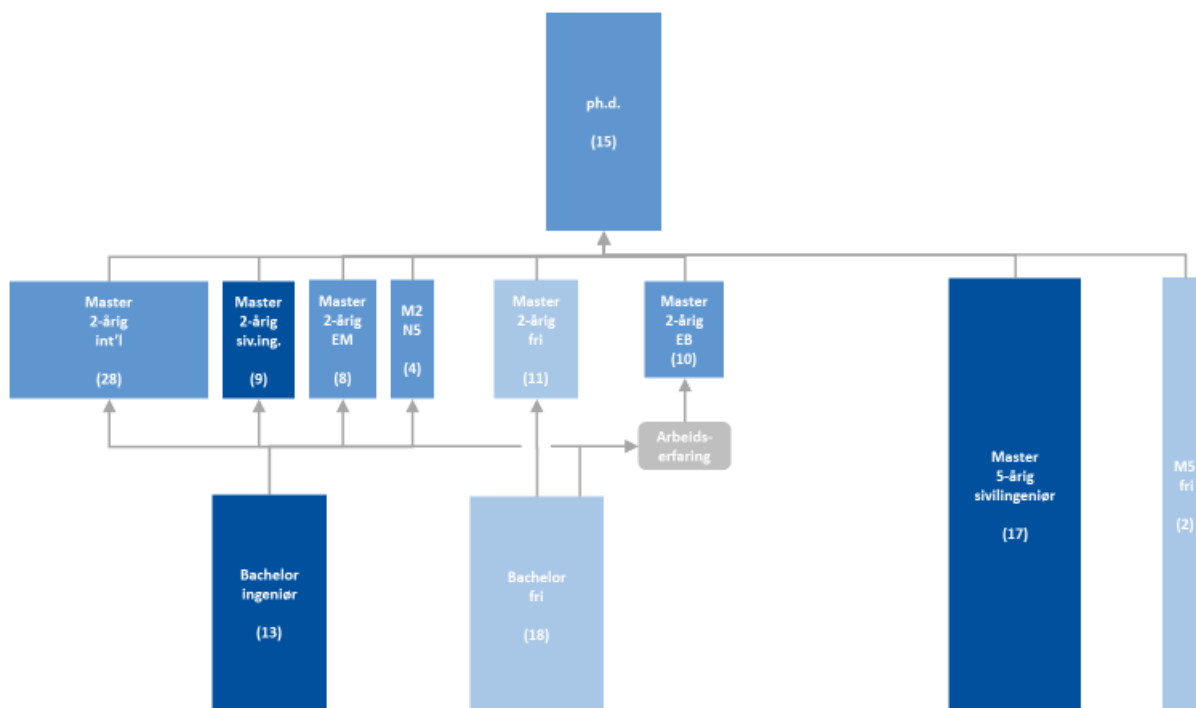 ph.d.
(15)
Master
2-årig
int'l
(28)
Master
2-årig
siv.ing.
(9)
Master
2-årig
EM
(8)
M2
N5
(4)
Master
2-årig
fri
(11)
Master
2-årig
EB
(10)
Arbeids-
erfaring
Master
5-årig
sivilingeniør
(17)
M5
fri
(2)
Bachelor
ingeniør
(13)
Bachelor
fri
(18)